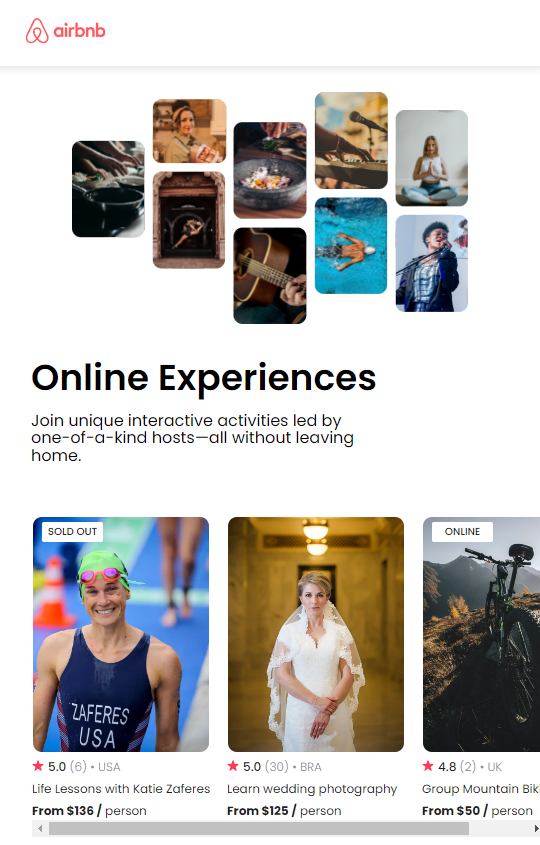 airbnb
Online Experiences
Join unique interactive activities led by
one-of-a-kind hosts—all without leaving
home.
SOLD OUT
ONLINE
ZAFERES
USA
5.0 (6) • USA
5.0 (30) • BRA
4.8 (2) • UK
Life Lessons with Katie Zaferes
Learn wedding photography
Group Mountain Bik
From $136 / person
From $125 / person
From $50 / person